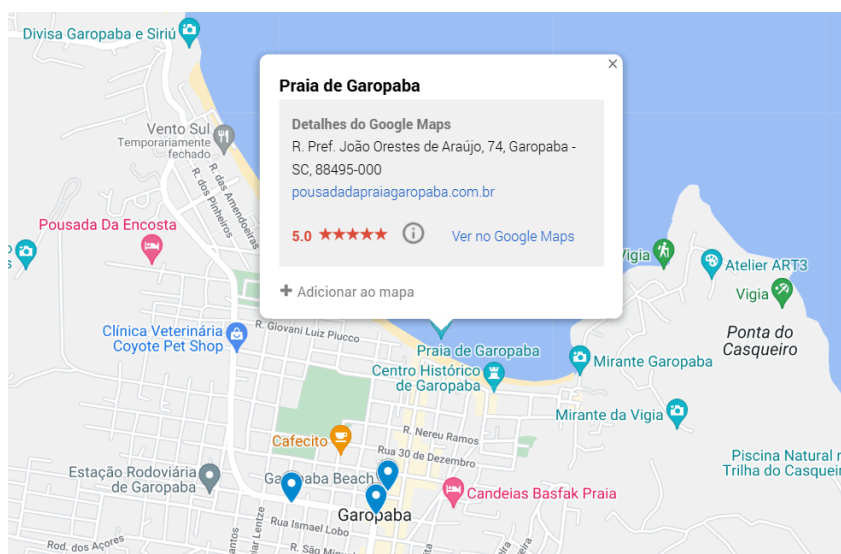 Divisa Garopaba e Siriú
Praia de Garopaba
×
Detalhes do Google Maps
R. Pref. João Orestes de Araújo, 74, Garopaba -
SC, 88495-000
pousadadapraiagaropaba.com.br
5.0 ★★★★★
Ver no Google Maps
+ Adicionar ao mapa
Vento Sul
Temporariamente
fechado
R. das Amendoeiras
R. dos Pinheiros
Pousada Da Encosta
Vigia
Atelier ART3
Vigia
Ponta do
Casqueiro
Clínica Veterinária
Coyote Pet Shop
R. Giovani Luiz Piucco
Praia de Garopaba
Centro Histórico
de Garopaba
Mirante Garopaba
Mirante da Vigia
Cafecito
R. Nereu Ramos
Rua 30 de Dezembro
Piscina Natural
Trilha do Casquei
Estação Rodoviária
de Garopaba
Garopaba Beach
Candeias Basfak Praia
Garopaba
Rua Ismael Lobo
Rod. dos Açores
R. São Mig